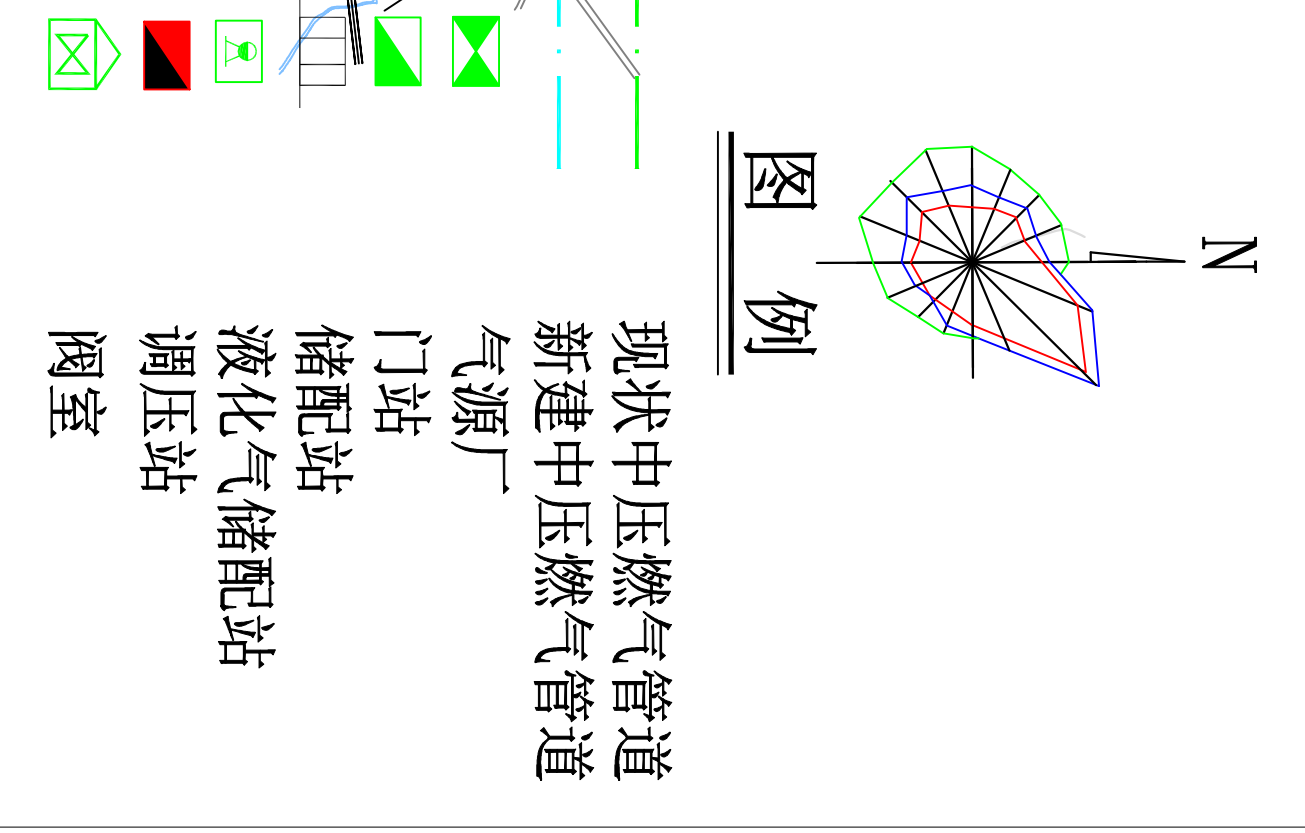 N
图 例
现状中压燃气管道
新建中压燃气管道
气源厂
门站
储配站
液化气储配站
调压站
阀室